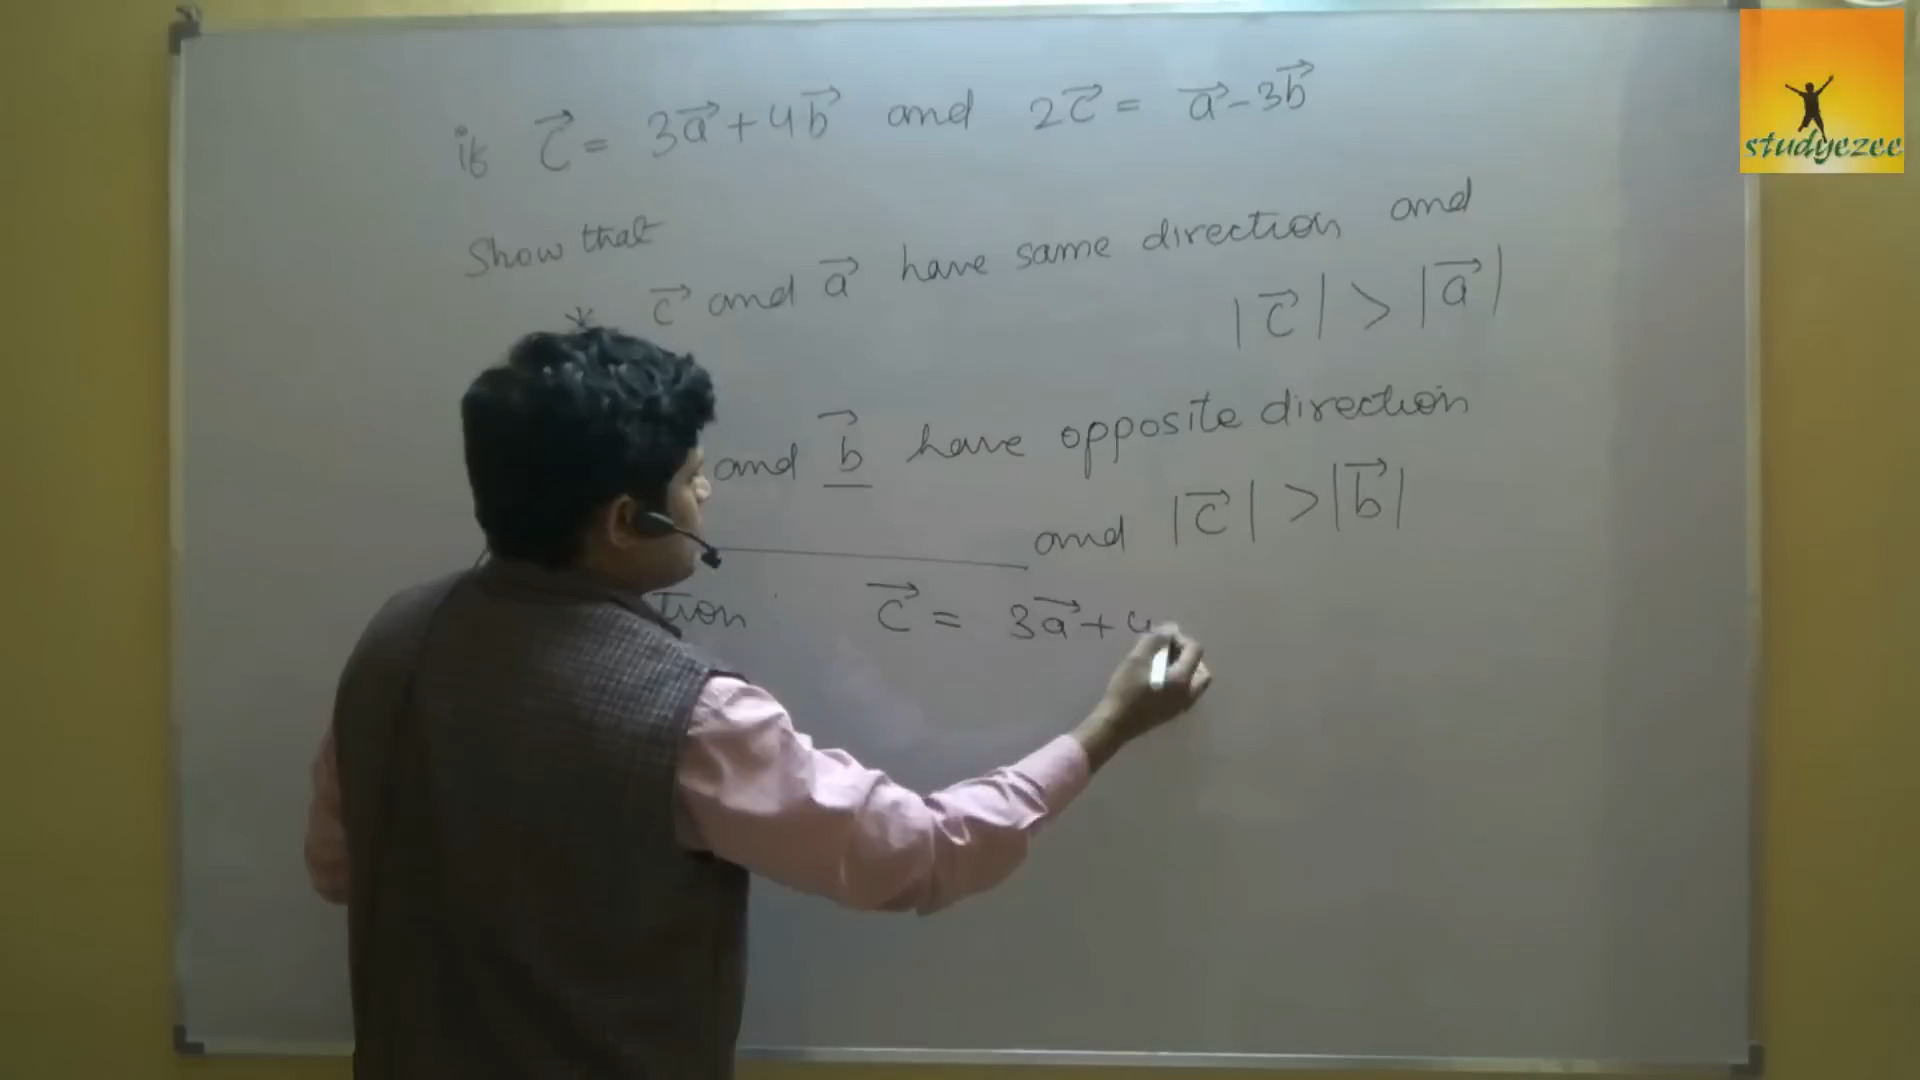 if c⃗ = 3a⃗ + 4b⃗ and 2c⃗ = a⃗ - 3b⃗
Show that
* c⃗ and a⃗ have same direction and
|c⃗| > |a⃗|
and b⃗ have opposite direction
and |c⃗| > |b⃗|
tion c⃗ = 3a⃗ + 4
studyezee